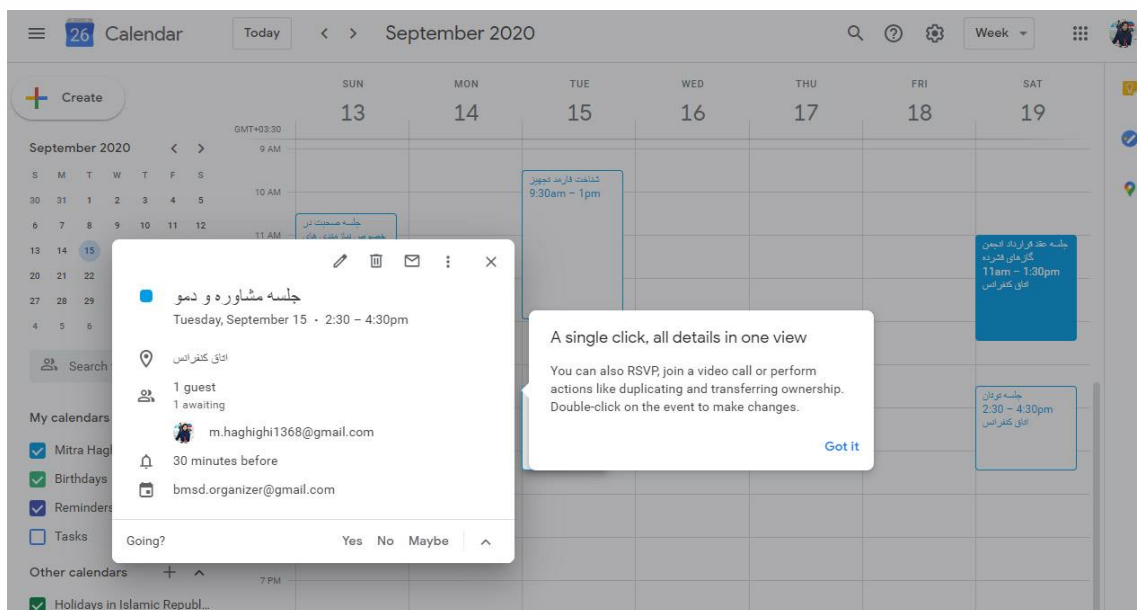 26 Calendar Today September 2020 Week
Create
SUN MON TUE WED THU FRI SAT
13 14 15 16 17 18 19
GMT+03:30
September 2020
S M T W T F S
30 31 1 2 3 4 5
6 7 8 9 10 11 12
13 14 15
20 21 22
27 28 29
4 5 6
Search
My calendars
Mitra Hagl
Birthdays
Reminders
Tasks
Other calendars
Holidays in Islamic Republ...
9 AM
10 AM
11 AM
7 PM
جلسه صحبت در
شناخت فارمد تجهیز
9:30am – 1pm
جلسه عقد قرارداد انجمن
گازهای فشرده
11am – 1:30pm
اتاق کنفرانس
جلسه توتان
2:30 – 4:30pm
اتاق کنفرانس
جلسه مشاوره و دمو
Tuesday, September 15 · 2:30 – 4:30pm
اتاق کنفرانس
1 guest
1 awaiting
m.haghighi1368@gmail.com
30 minutes before
bmsd.organizer@gmail.com
Going? Yes No Maybe
A single click, all details in one view
You can also RSVP, join a video call or perform
actions like duplicating and transferring ownership.
Double-click on the event to make changes.
Got it